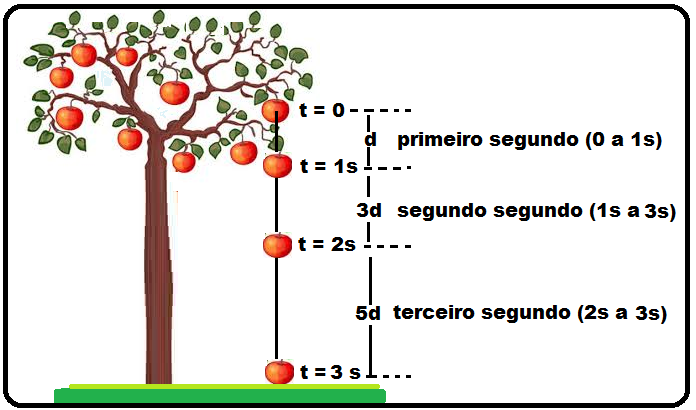 t = 0
d primeiro segundo (0 a 1s)
t = 1s
3d segundo segundo (1s a 3s)
t = 2s
5d terceiro segundo (2s a 3s)
t = 3 s